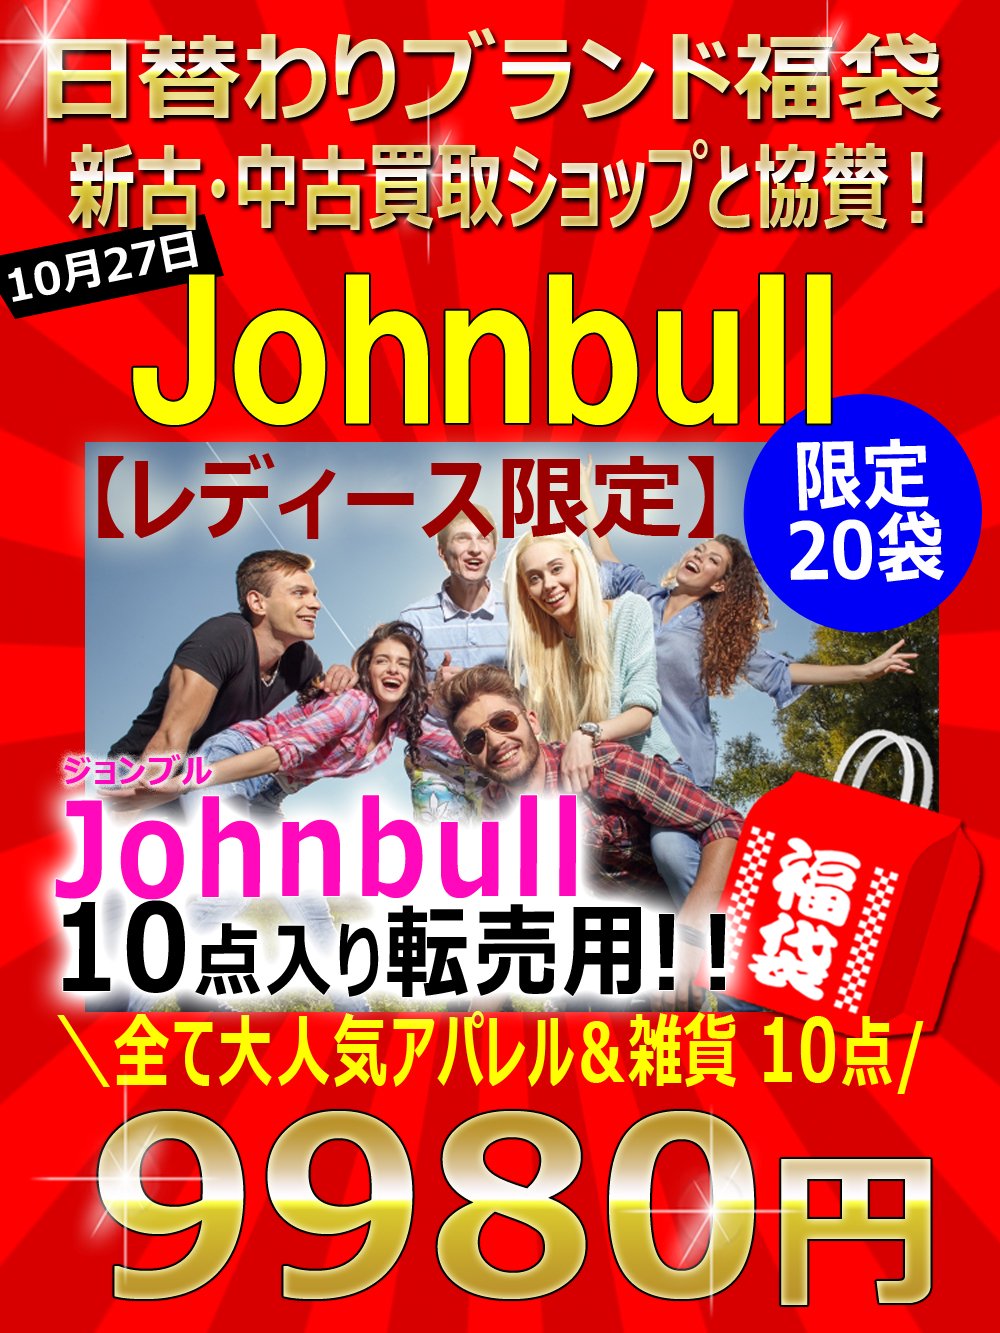 日替わりブランド福袋
新古・中古買取ショップと協賛！
10月27日
Johnbull
【レディース限定】
限定
20袋
ジョンブル
Johnbull
10点入り転売用!!
福袋
\全て大人気アパレル&雑貨 10点/
9980円